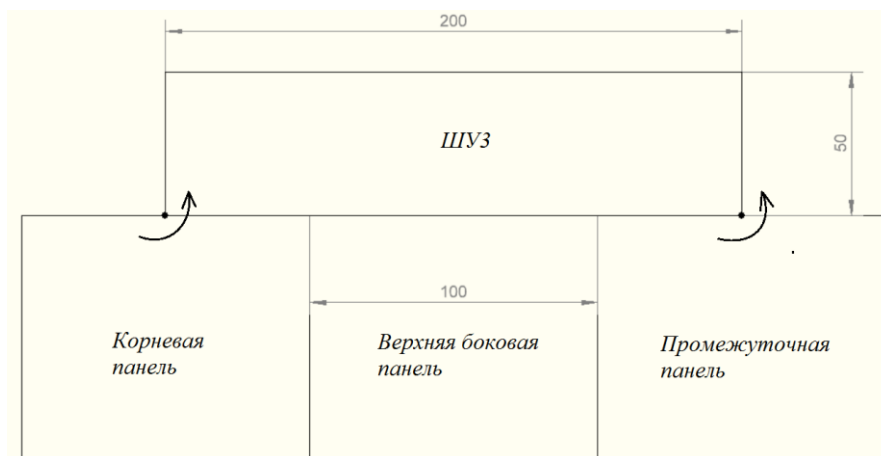 200
ШУЗ
50
100
Корневая
панель
Верхняя боковая
панель
Промежуточная
панель